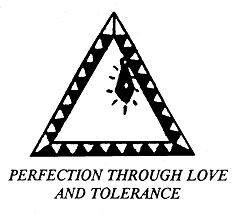 PERFECTION THROUGH LOVE
AND TOLERANCE